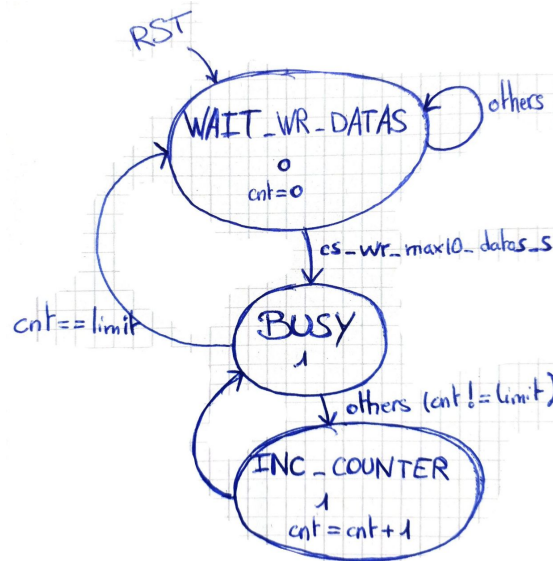 RST
WAIT_WR_DATAS
0
cnt=0
others
cs_wr_max10_datas_s
BUSY
1
cnt==limit
others (cnt!=limit)
INC_COUNTER
1
cnt=cnt+1